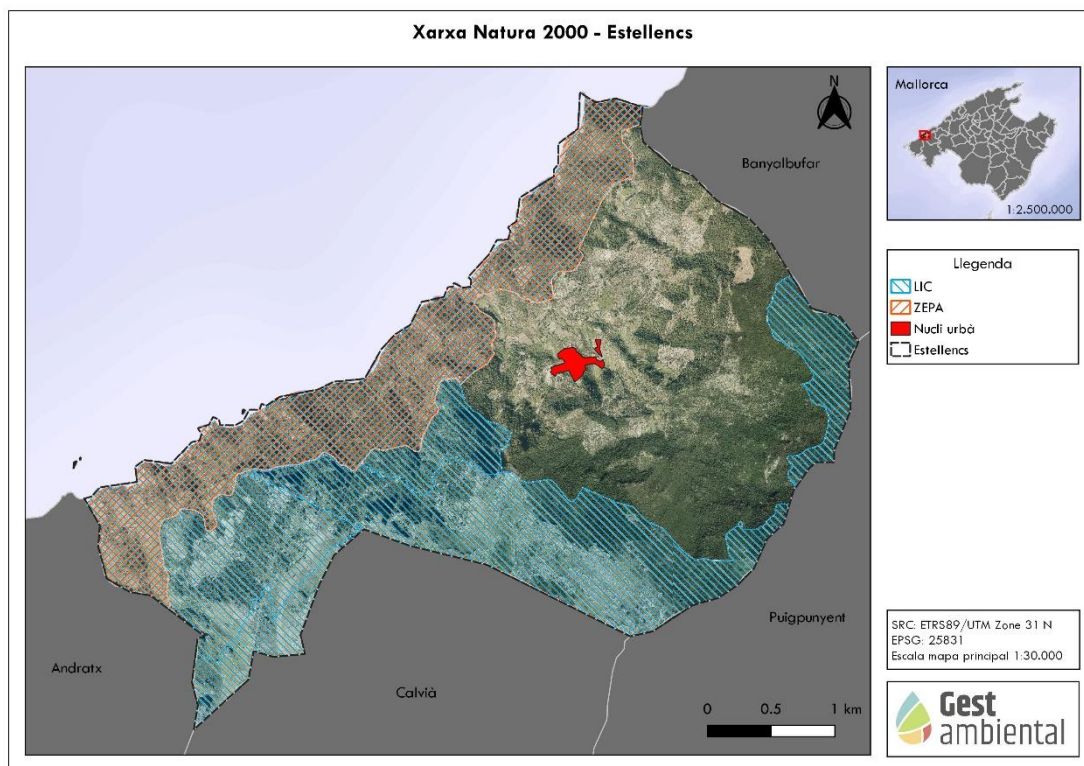 Xarxa Natura 2000 - Estellencs
N
Banyalbufar
Puigpunyent
Andratx
Calvià
0 0.5 1 km
Mallorca
1:2.500.000
Llegenda
LIC
ZEPA
Nucli urbà
Estellencs
SRC: ETRS89/UTM Zone 31 N
EPSG: 25831
Escala mapa principal 1:30.000
Gest
ambiental